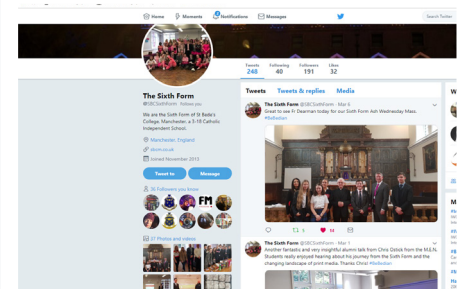 Home
Moments
Notifications
Messages
Search Twitter
Tweets
248
Following
40
Followers
191
Likes
32
The Sixth Form
@SBCSixthForm follows you
We are the Sixth Form of St Bede's
College, Manchester, a 3-18 Catholic
Independent School.
Manchester, England
Joined November 2013
Tweet to
Message
36 Followers you know
FM
37 Photos and videos
Tweets
Tweets & replies
Media
The Sixth Form @SBCSixthForm · Mar 6
Great to see Fr Dearman today for our Sixth Form Ash Wednesday Mass.
#Reflection
The Sixth Form @SBCSixthForm · Mar 1
Another fantastic and very insightful alumni talk from Chris Ostick from the M.E.N.
Students really enjoyed hearing about his journey from the Sixth Form and the
changing landscape of print media. Thanks Chris!